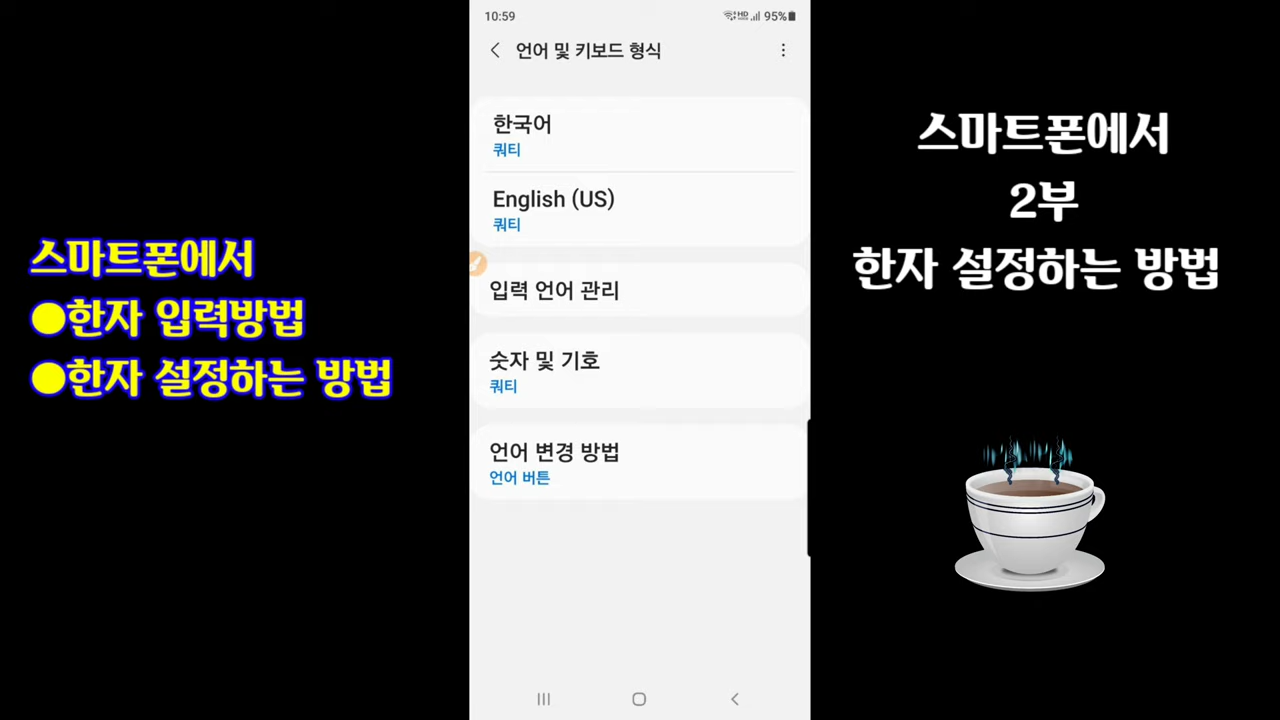 스마트폰에서
●한자 입력방법
●한자 설정하는 방법
10:59
HD
95%
언어 및 키보드 형식
한국어
쿼티
English (US)
쿼티
입력 언어 관리
숫자 및 기호
쿼티
언어 변경 방법
언어 버튼
스마트폰에서
2부
한자 설정하는 방법